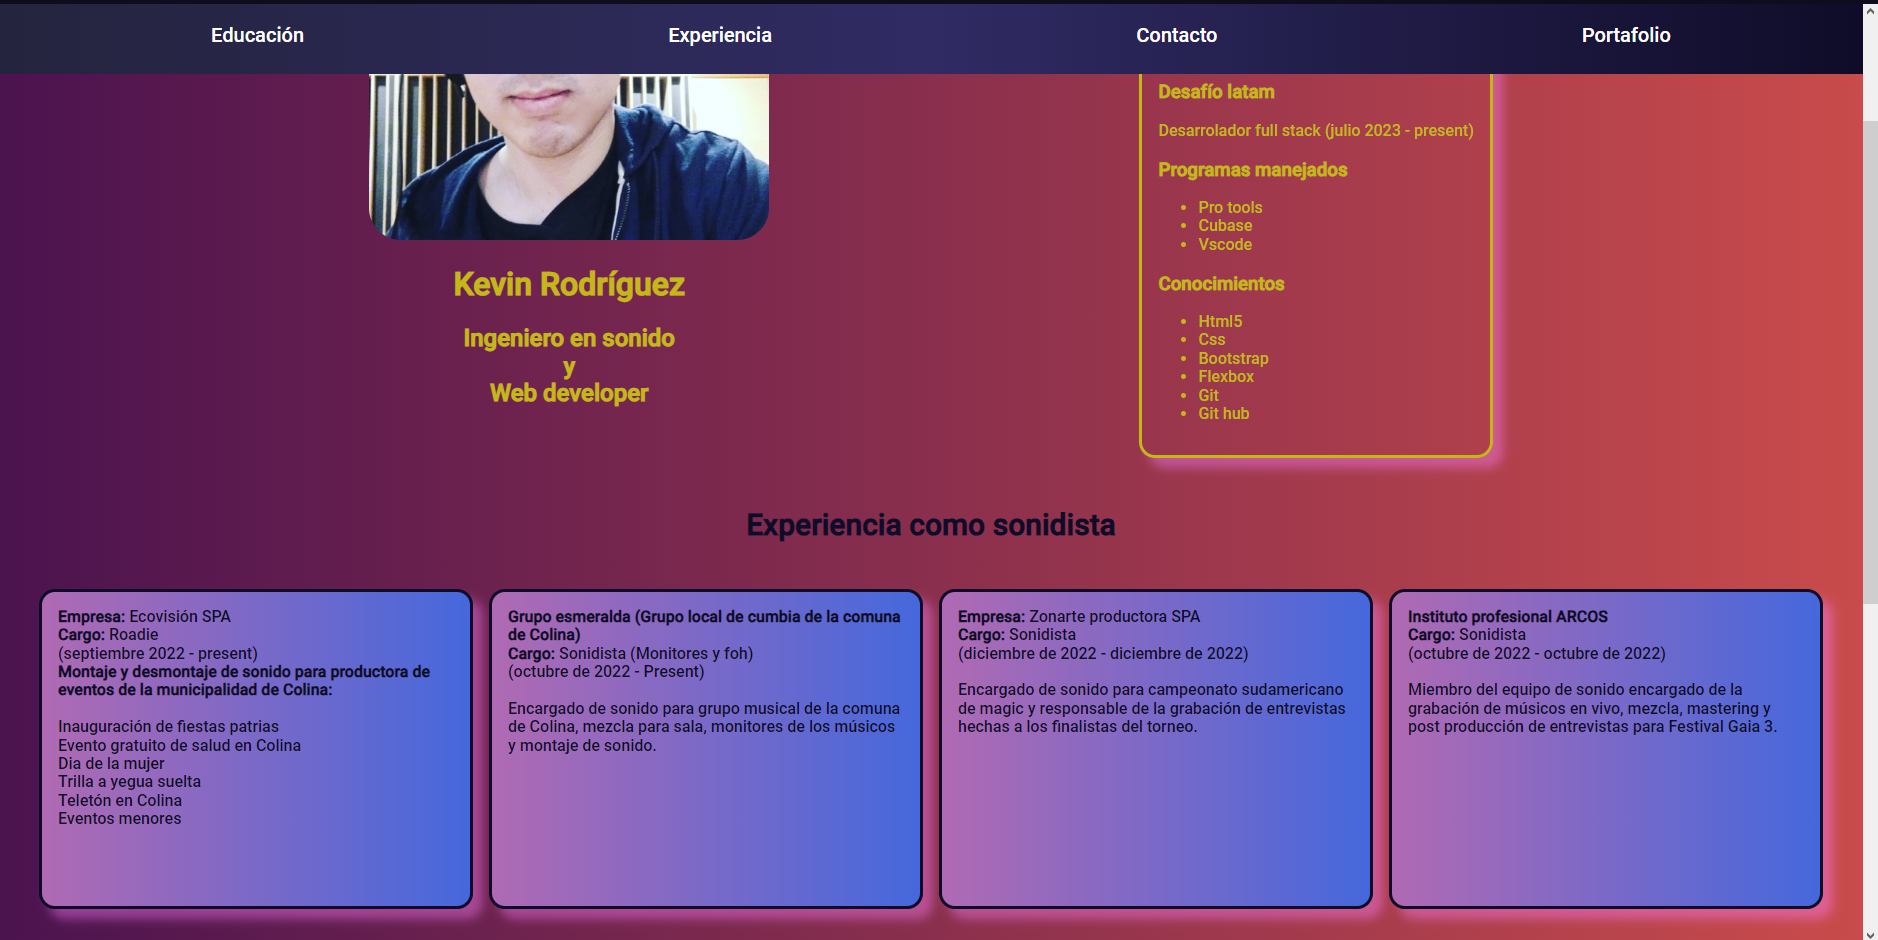 Educación
Experiencia
Contacto
Portafolio
Kevin Rodríguez
Ingeniero en sonido
y
Web developer
Desafío latam
Desarrolador full stack (julio 2023 - present)
Programas manejados
Pro tools
Cubase
Vscode
Conocimientos
Html5
Css
Bootstrap
Flexbox
Git
Git hub
Experiencia como sonidista
Empresa: Ecovisión SPA
Cargo: Roadie
(septiembre 2022 - present)
Montaje y desmontaje de sonido para productora de
eventos de la municipalidad de Colina:
Inauguración de fiestas patrias
Evento gratuito de salud en Colina
Dia de la mujer
Trilla a yegua suelta
Teletón en Colina
Eventos menores
Grupo esmeralda (Grupo local de cumbia de la comuna
de Colina)
Cargo: Sonidista (Monitores y foh)
(octubre de 2022 - Present)
Encargado de sonido para grupo musical de la comuna
de Colina, mezcla para sala, monitores de los músicos
y montaje de sonido.
Empresa: Zonarte productora SPA
Cargo: Sonidista
(diciembre de 2022 - diciembre de 2022)
Encargado de sonido para campeonato sudamericano
de magic y responsable de la grabación de entrevistas
hechas a los finalistas del torneo.
Instituto profesional ARCOS
Cargo: Sonidista
(octubre de 2022 - octubre de 2022)
Miembro del equipo de sonido encargado de la
grabación de músicos en vivo, mezcla, mastering y
post producción de entrevistas para Festival Gaia 3.